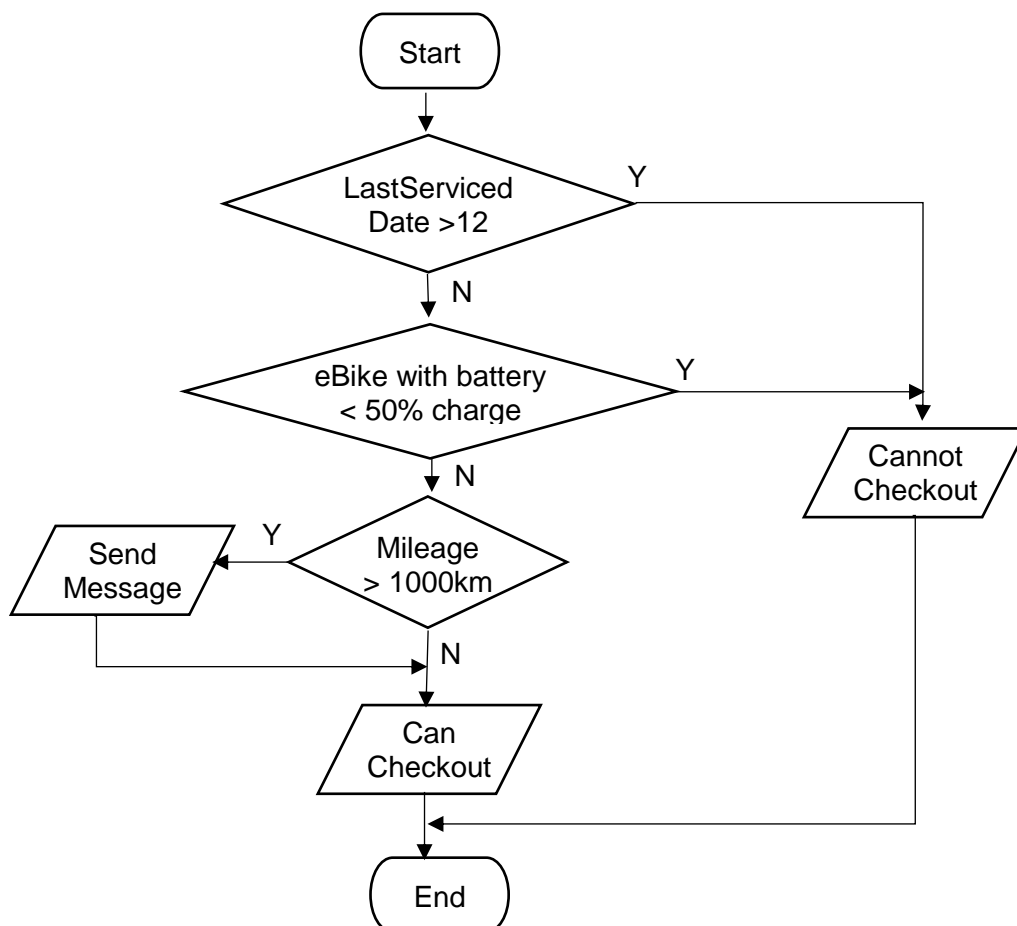 Start
LastServiced
Date >12
Y
N
eBike with battery
< 50% charge
Y
N
Cannot
Checkout
Mileage
> 1000km
Y
Send
Message
N
Can
Checkout
End